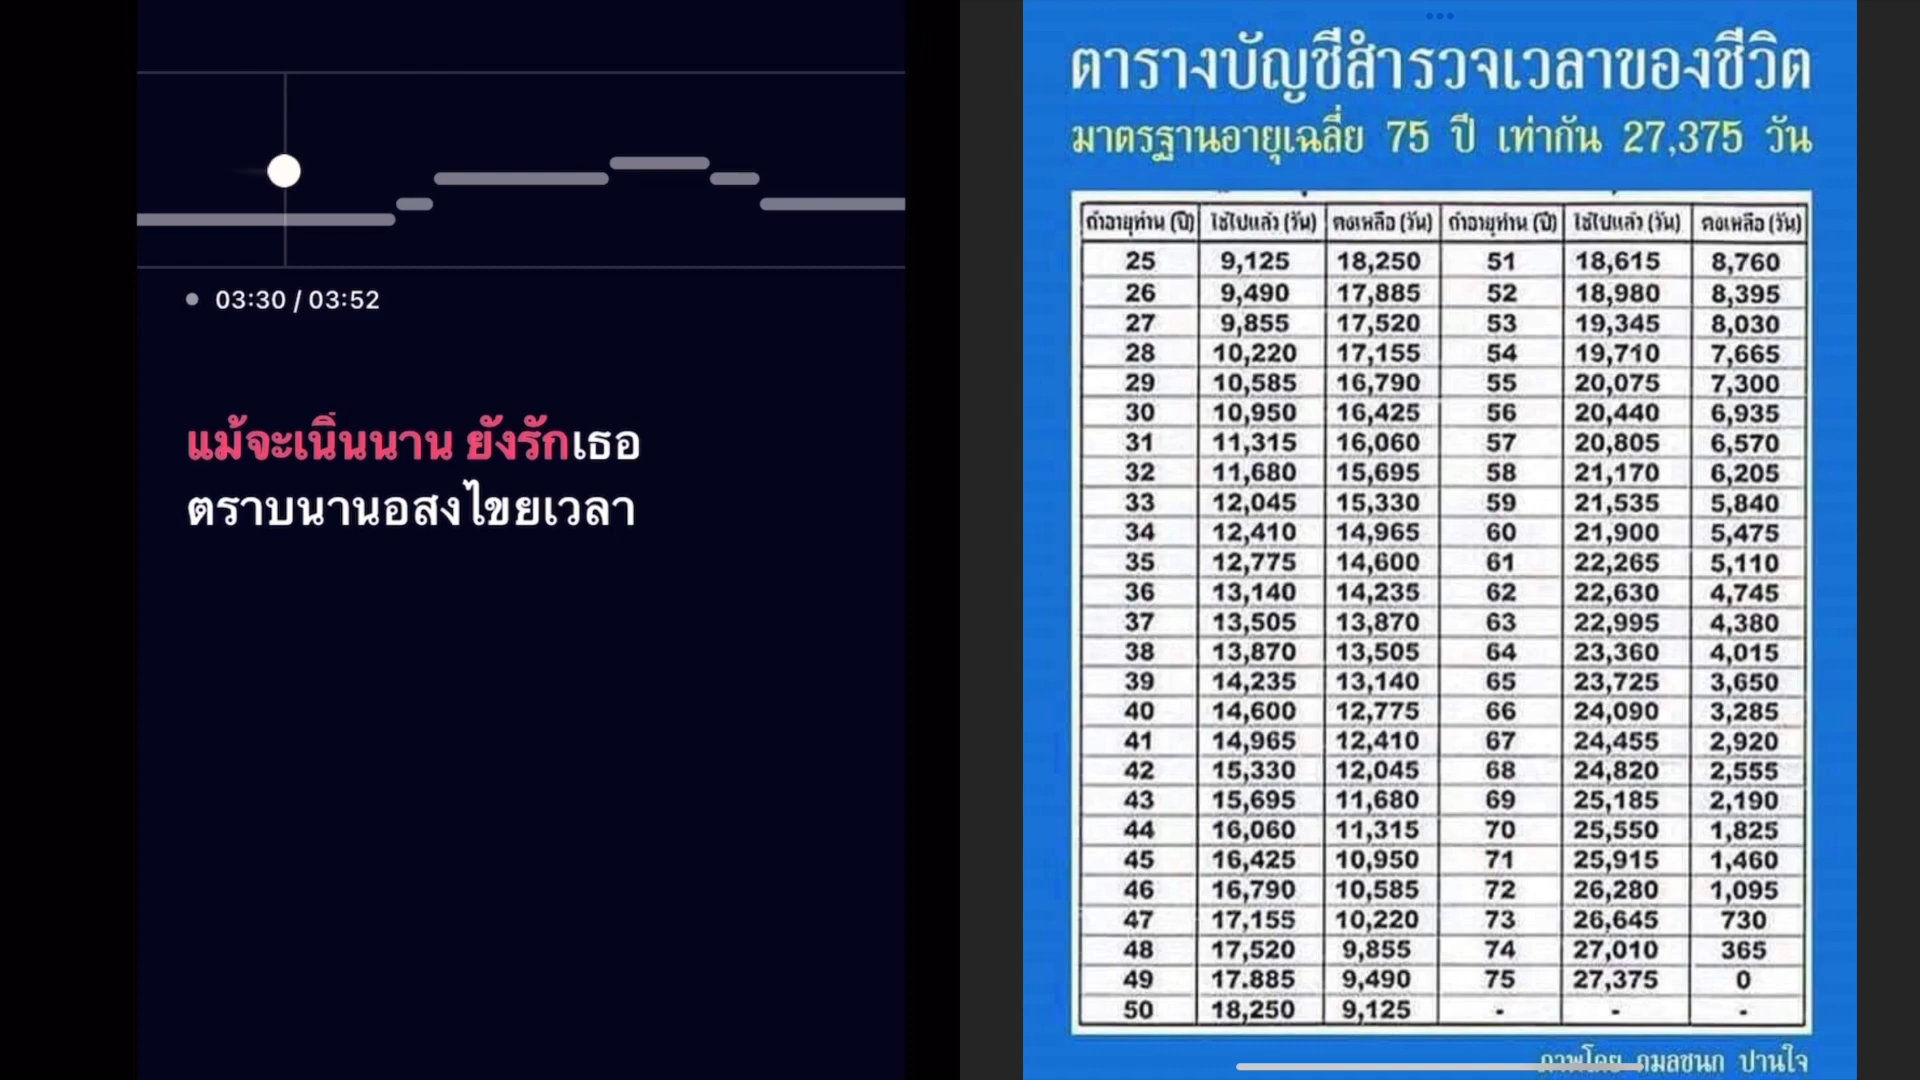 03:30 / 03:52
แม้จะเนิ่นนาน ยังรักเธอ
ตราบนานอสงไขยเวลา
ตารางบัญชีสำรวจเวลาของชีวิต
มาตรฐานอายุเฉลี่ย 75 ปี เท่ากับ 27,375 วัน
ถ้าอายุท่าน (ปี) ใช้ไปแล้ว (วัน) คงเหลือ (วัน) ถ้าอายุท่าน (ปี) ใช้ไปแล้ว (วัน) คงเหลือ (วัน)
25 9,125 18,250 51 18,615 8,760
26 9,490 17,885 52 18,980 8,395
27 9,855 17,520 53 19,345 8,030
28 10,220 17,155 54 19,710 7,665
29 10,585 16,790 55 20,075 7,300
30 10,950 16,425 56 20,440 6,935
31 11,315 16,060 57 20,805 6,570
32 11,680 15,695 58 21,170 6,205
33 12,045 15,330 59 21,535 5,840
34 12,410 14,965 60 21,900 5,475
35 12,775 14,600 61 22,265 5,110
36 13,140 14,235 62 22,630 4,745
37 13,505 13,870 63 22,995 4,380
38 13,870 13,505 64 23,360 4,015
39 14,235 13,140 65 23,725 3,650
40 14,600 12,775 66 24,090 3,285
41 14,965 12,410 67 24,455 2,920
42 15,330 12,045 68 24,820 2,555
43 15,695 11,680 69 25,185 2,190
44 16,060 11,315 70 25,550 1,825
45 16,425 10,950 71 25,915 1,460
46 16,790 10,585 72 26,280 1,095
47 17,155 10,220 73 26,645 730
48 17,520 9,855 74 27,010 365
49 17.885 9,490 75 27,375 0
50 18,250 9,125 - - -
ภาพโดย กมลชนก ปานใจ